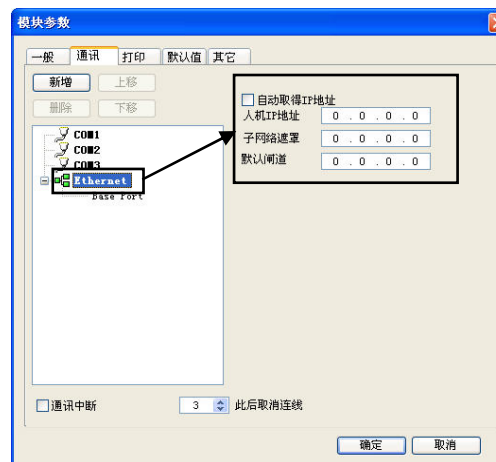 模块参数
一般 通讯 打印 默认值 其它
新增 上移
删除 下移
COM1
COM2
COM3
Ethernet
Base Port
自动取得IP地址
人机IP地址 0 . 0 . 0 . 0
子网络遮罩 0 . 0 . 0 . 0
默认闸道 0 . 0 . 0 . 0
通讯中断 3 此后取消连线
确定 取消